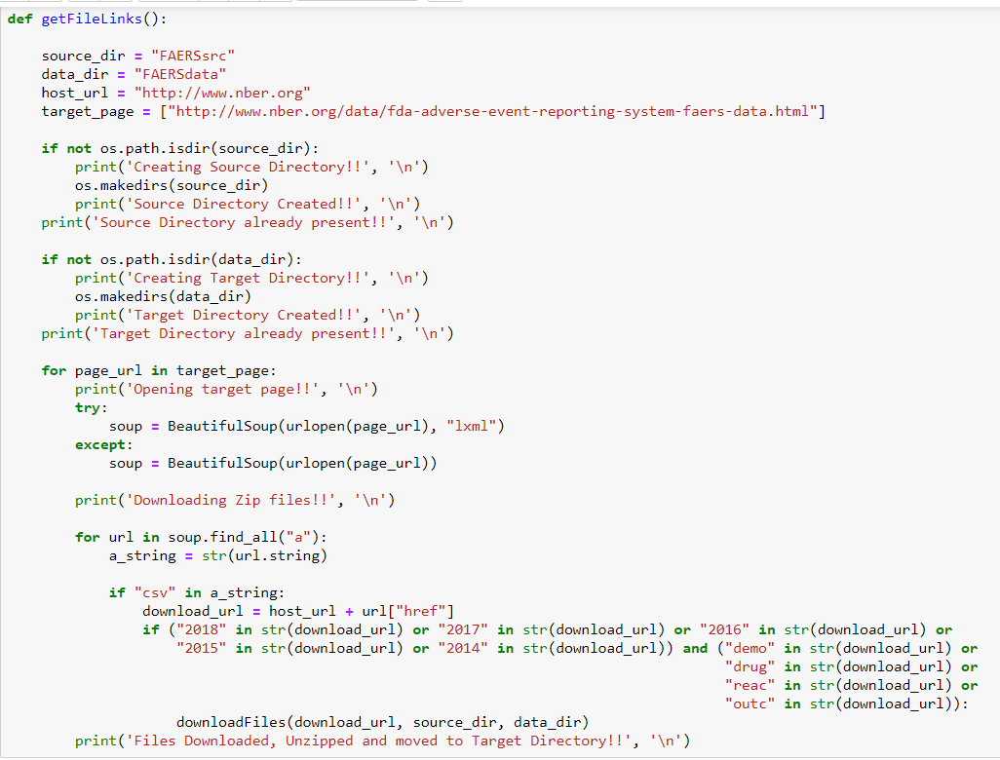 def getFileLinks():
source_dir = "FAERSsrc"
data_dir = "FAERSdata"
host_url = "http://www.nber.org"
target_page = ["http://www.nber.org/data/fda-adverse-event-reporting-system-faers-data.html"]
if not os.path.isdir(source_dir):
print('Creating Source Directory!!', '\n')
os.makedirs(source_dir)
print('Source Directory Created!!', '\n')
print('Source Directory already present!!', '\n')
if not os.path.isdir(data_dir):
print('Creating Target Directory!!', '\n')
os.makedirs(data_dir)
print('Target Directory Created!!', '\n')
print('Target Directory already present!!', '\n')
for page_url in target_page:
print('Opening target page!!', '\n')
try:
soup = BeautifulSoup(urlopen(page_url), "lxml")
except:
soup = BeautifulSoup(urlopen(page_url))
print('Downloading Zip files!!', '\n')
for url in soup.find_all("a"):
a_string = str(url.string)
if "csv" in a_string:
download_url = host_url + url["href"]
if ("2018" in str(download_url) or "2017" in str(download_url) or "2016" in str(download_url) or
"2015" in str(download_url) or "2014" in str(download_url)) and ("demo" in str(download_url) or
"drug" in str(download_url) or
"reac" in str(download_url) or
"outc" in str(download_url)):
downloadFiles(download_url, source_dir, data_dir)
print('Files Downloaded, Unzipped and moved to Target Directory!!', '\n')